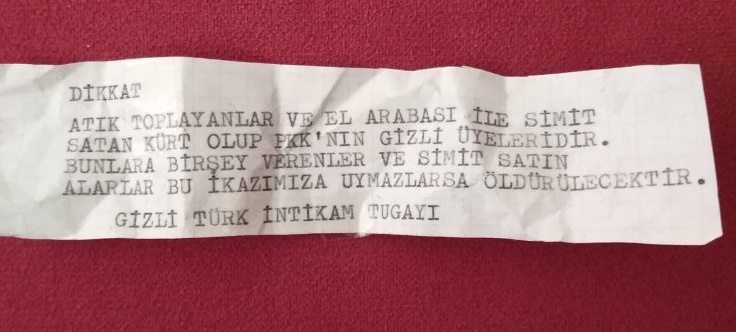 DİKKAT
ATIK TOPLAYANLAR VE EL ARABASI İLE SİMİT
SATAN KÜRT OLUP PKK'NIN GİZLİ ÜYELERİDİR.
BUNLARA BİRŞEY VERENLER VE SİMİT SATIN
ALARLAR BU İKAZIMIZA UYMAZLARSA ÖLDÜRÜLECEKTİR.
GİZLİ TÜRK İNTİKAM TUGAYI